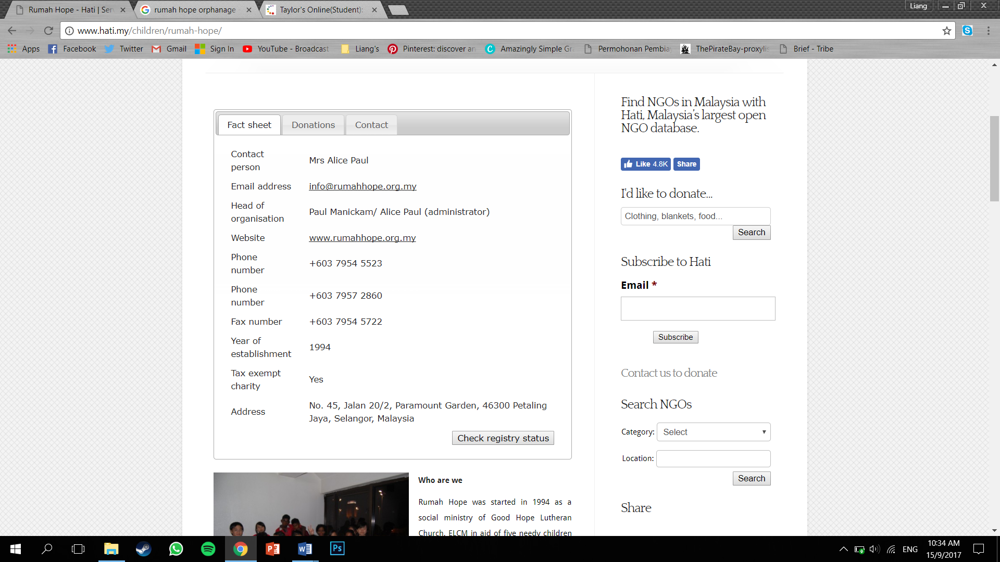 Rumah Hope - Hati | Ser
rumah hope orphanage
Taylor's Online(Student):
Liang
www.hati.my/children/rumah-hope/
Apps
Facebook
Twitter
Gmail
Sign In
YouTube - Broadcast
Liang's
Pinterest: discover an
Amazingly Simple Gr
Permohonan Pembia
ThePirateBay-proxylis
Brief - Tribe
Fact sheet
Donations
Contact
Contact person
Mrs Alice Paul
Email address
info@rumahhope.org.my
Head of organisation
Paul Manickam/ Alice Paul (administrator)
Website
www.rumahhope.org.my
Phone number
+603 7954 5523
Phone number
+603 7957 2860
Fax number
+603 7954 5722
Year of establishment
1994
Tax exempt charity
Yes
Address
No. 45, Jalan 20/2, Paramount Garden, 46300 Petaling
Jaya, Selangor, Malaysia
Check registry status
Who are we
Rumah Hope was started in 1994 as a
social ministry of Good Hope Lutheran
Church, ELCM in aid of five needy children
Find NGOs in Malaysia with
Hati, Malaysia's largest open
NGO database.
Like 4.8K
Share
I'd like to donate...
Clothing, blankets, food...
Search
Subscribe to Hati
Email *
Subscribe
Contact us to donate
Search NGOs
Category:
Select
Location:
Search
Share
ENG
10:34 AM
15/9/2017